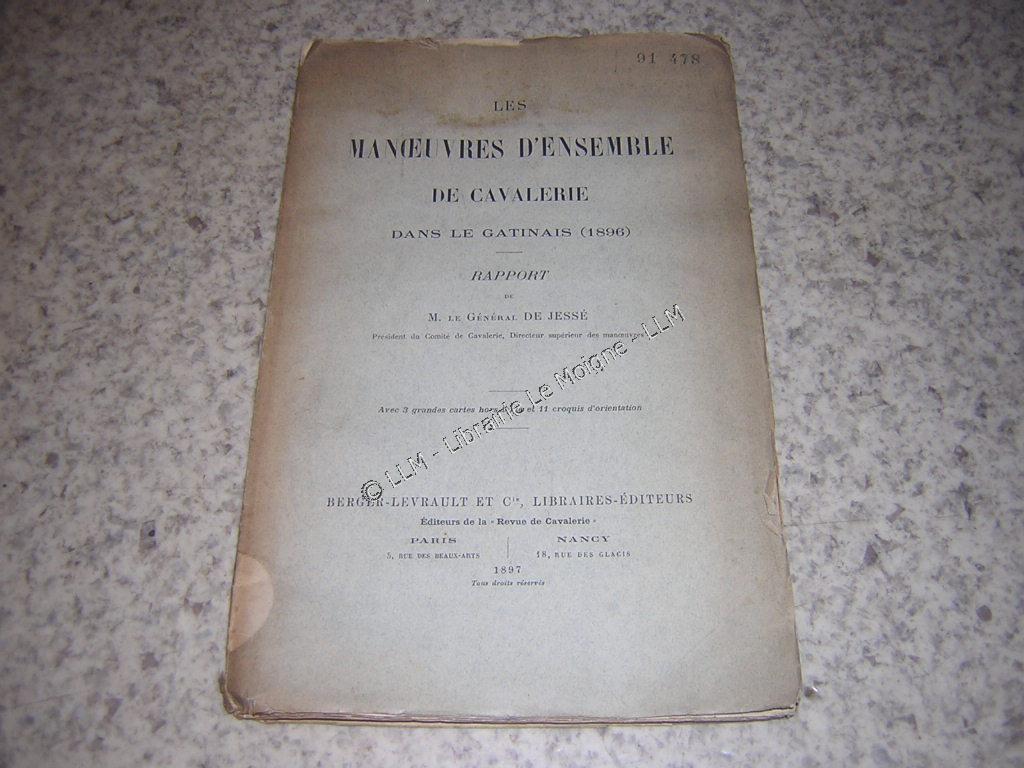 91 478
LES
MANŒUVRES D'ENSEMBLE
DE CAVALERIE
DANS LE GATINAIS (1896)
RAPPORT
DE
M. LE GÉNÉRAL DE JESSÉ
Président du Comité de Cavalerie, Directeur supérieur des manœuvres
Avec 3 grandes cartes hors et 11 croquis d'orientation
BERGER-LEVRAULT ET Cie, LIBRAIRES-ÉDITEURS
Éditeurs de la « Revue de Cavalerie »
PARIS NANCY
5, RUE DES BEAUX-ARTS 18, RUE DES GLACIS
1897
Tous droits réservés
© LLM - Librairie Le Moigne - LLM